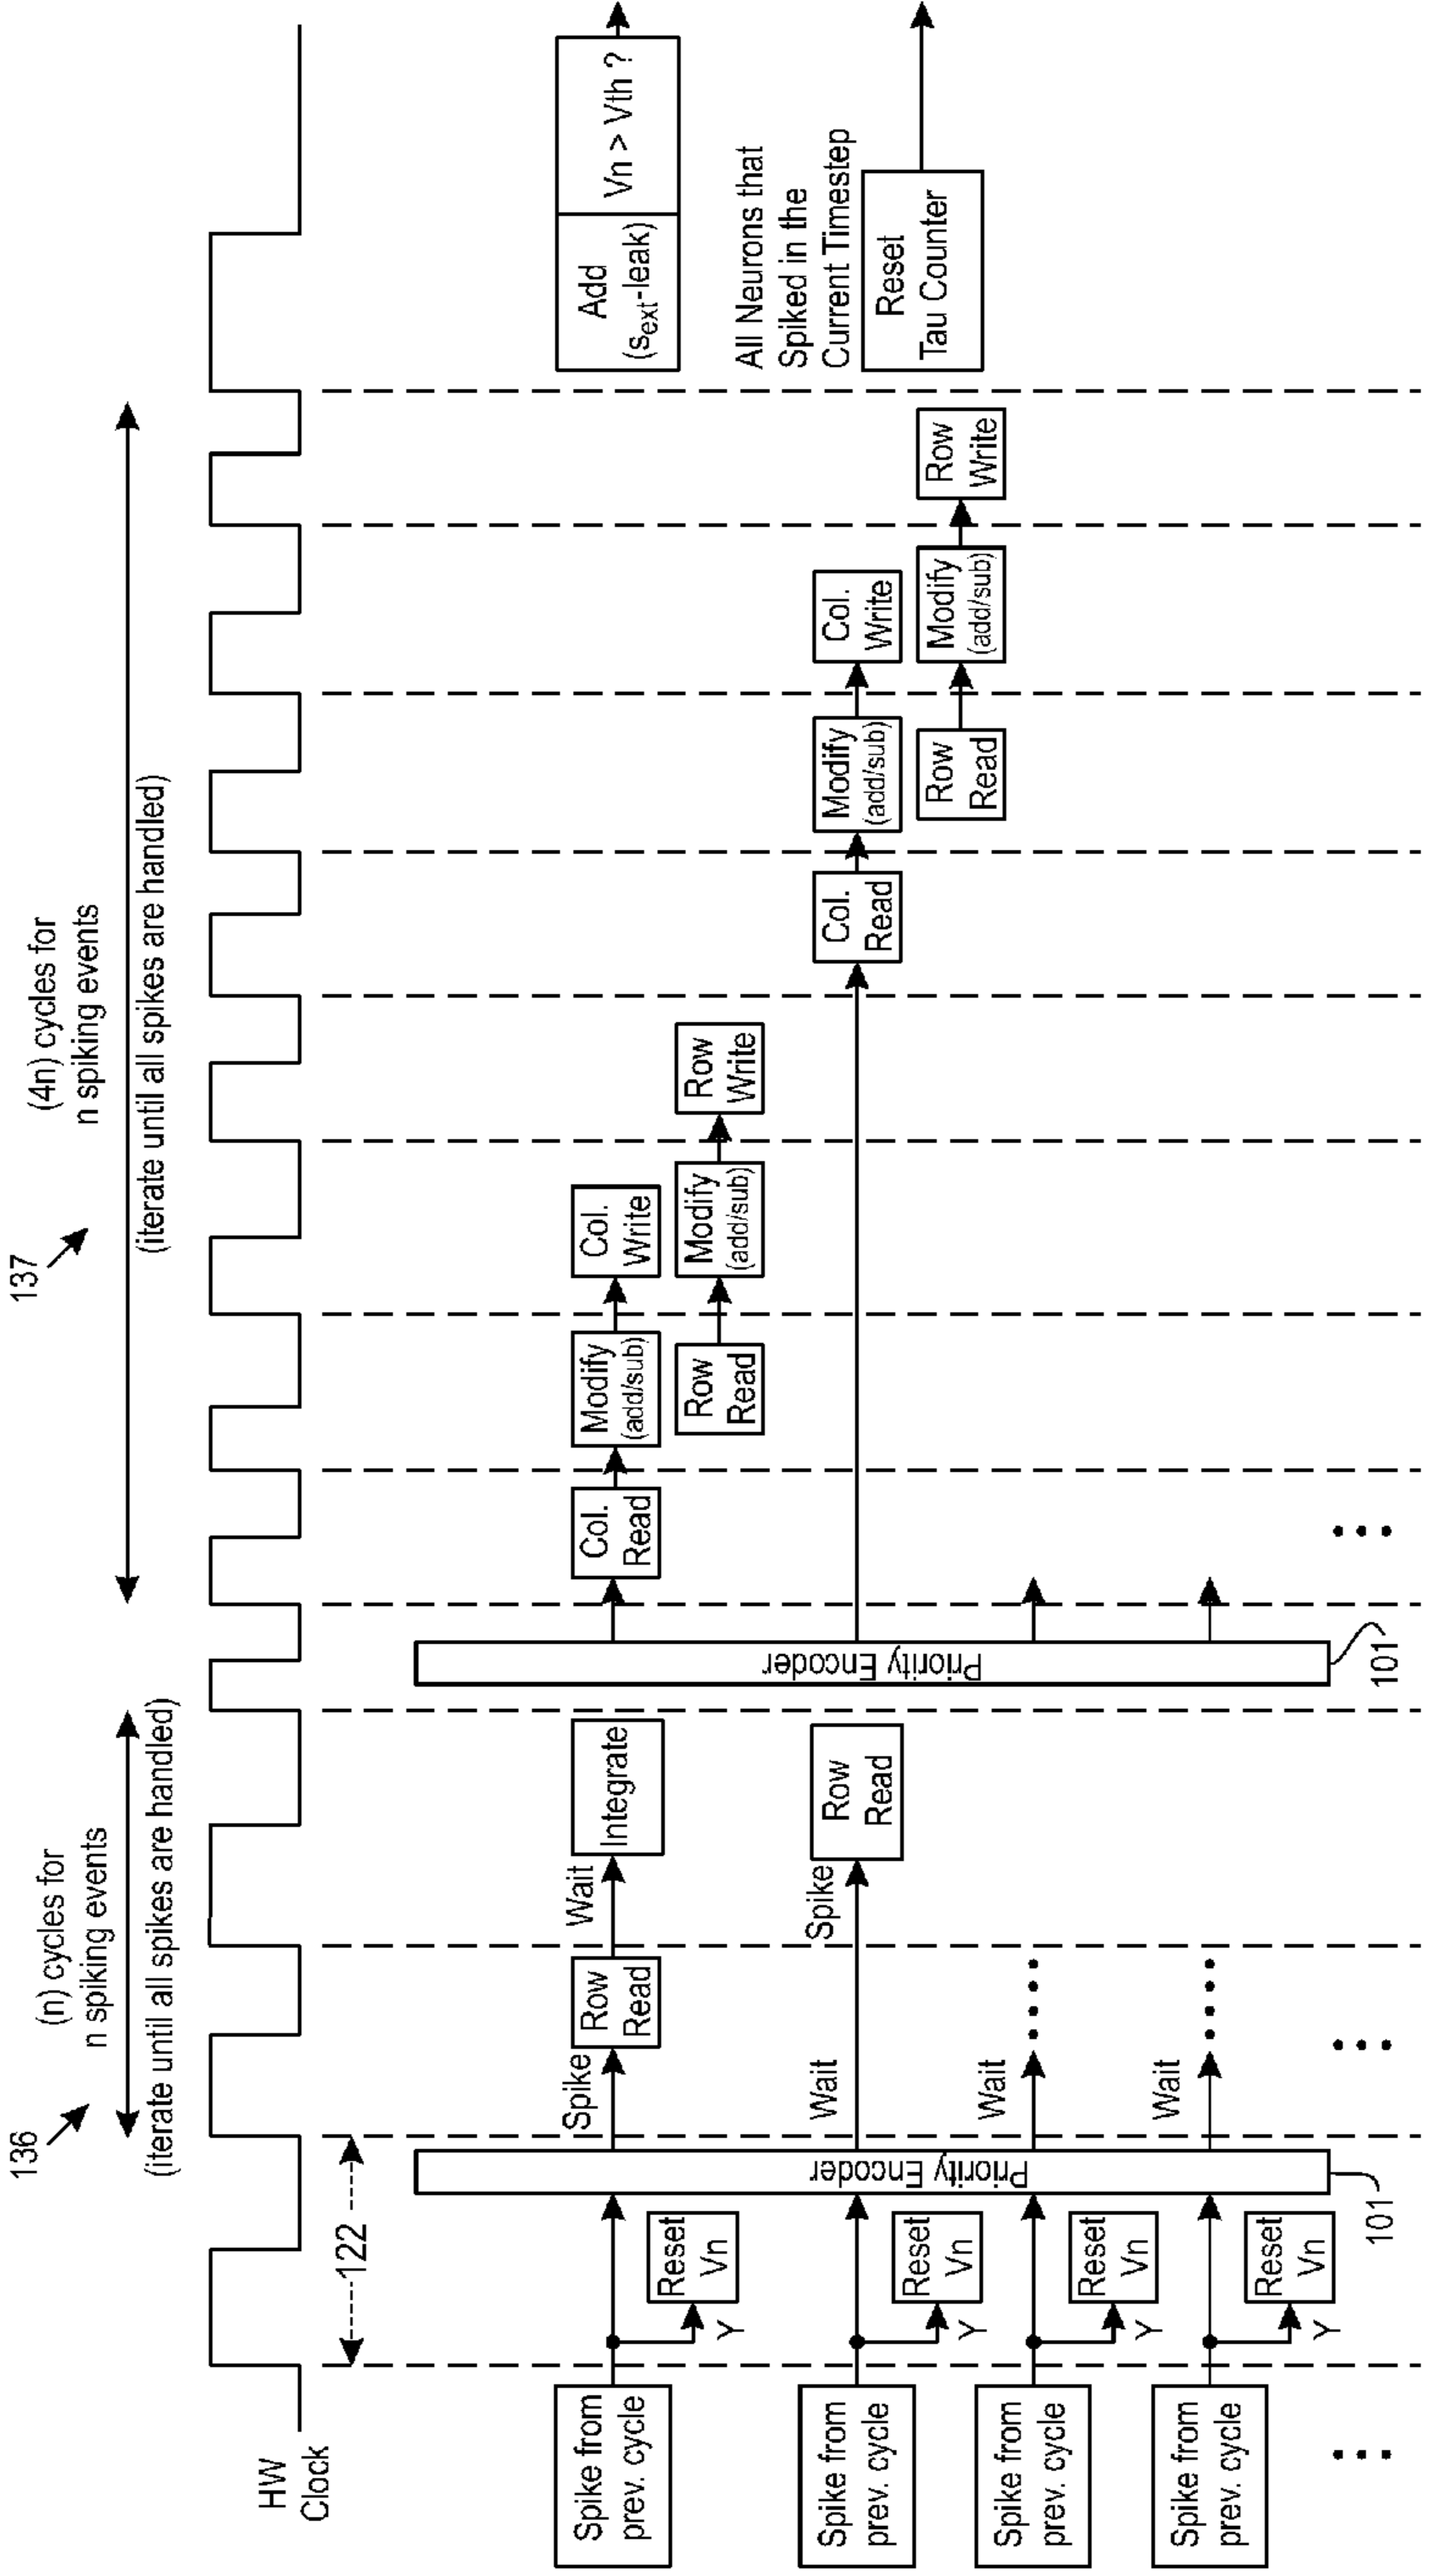 136
(n) cycles for
n spiking events
(iterate until all spikes are handled)
137
(4n) cycles for
n spiking events
(iterate until all spikes are handled)
HW
Clock
122
Spike from
prev. cycle
Y
Reset
Vn
Spike
Row
Read
Wait
Integrate
Col.
Read
Modify
(add/sub)
Col.
Write
Row
Read
Modify
(add/sub)
Row
Write
Add
(sext-leak)
Vn > Vth ?
Spike from
prev. cycle
Y
Reset
Vn
Wait
Spike
Row
Read
Col.
Read
Modify
(add/sub)
Col.
Write
Row
Read
Modify
(add/sub)
Row
Write
All Neurons that
Spiked in the
Current Timestep
Reset
Tau Counter
Spike from
prev. cycle
Y
Reset
Vn
Wait
Spike from
prev. cycle
Y
Reset
Vn
Wait
Priority Encoder
101
Priority Encoder
101